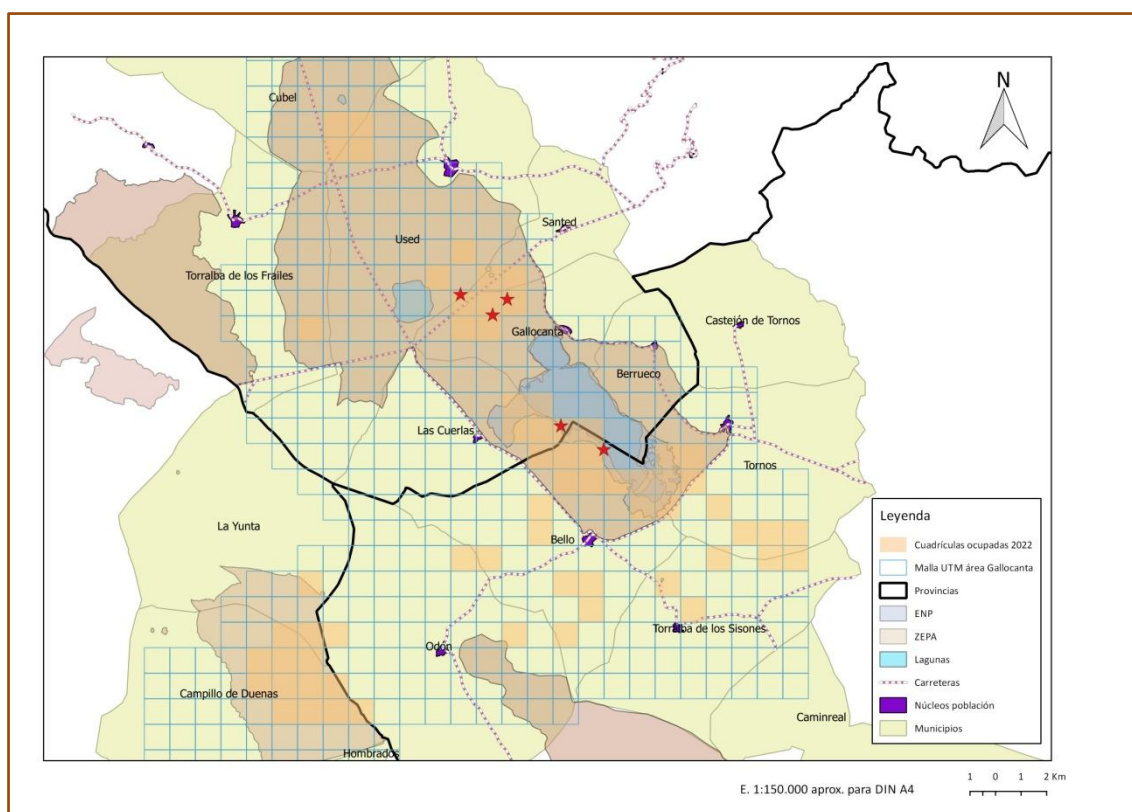 N
Cubel
Santed
Used
Torralba de los Frailes
Castejón de Tornos
Gallocanta
Berrueco
Las Cuerlas
Tornos
La Yunta
Bello
Torralba de los Sisones
Odón
Campillo de Duenas
Caminreal
Hombrados
Leyenda
Cuadrículas ocupadas 2022
Malla UTM área Gallocanta
Provincias
ENP
ZEPA
Lagunas
Carreteras
Núcleos población
Municipios
E. 1:150.000 aprox. para DIN A4
1 0 1 2 Km